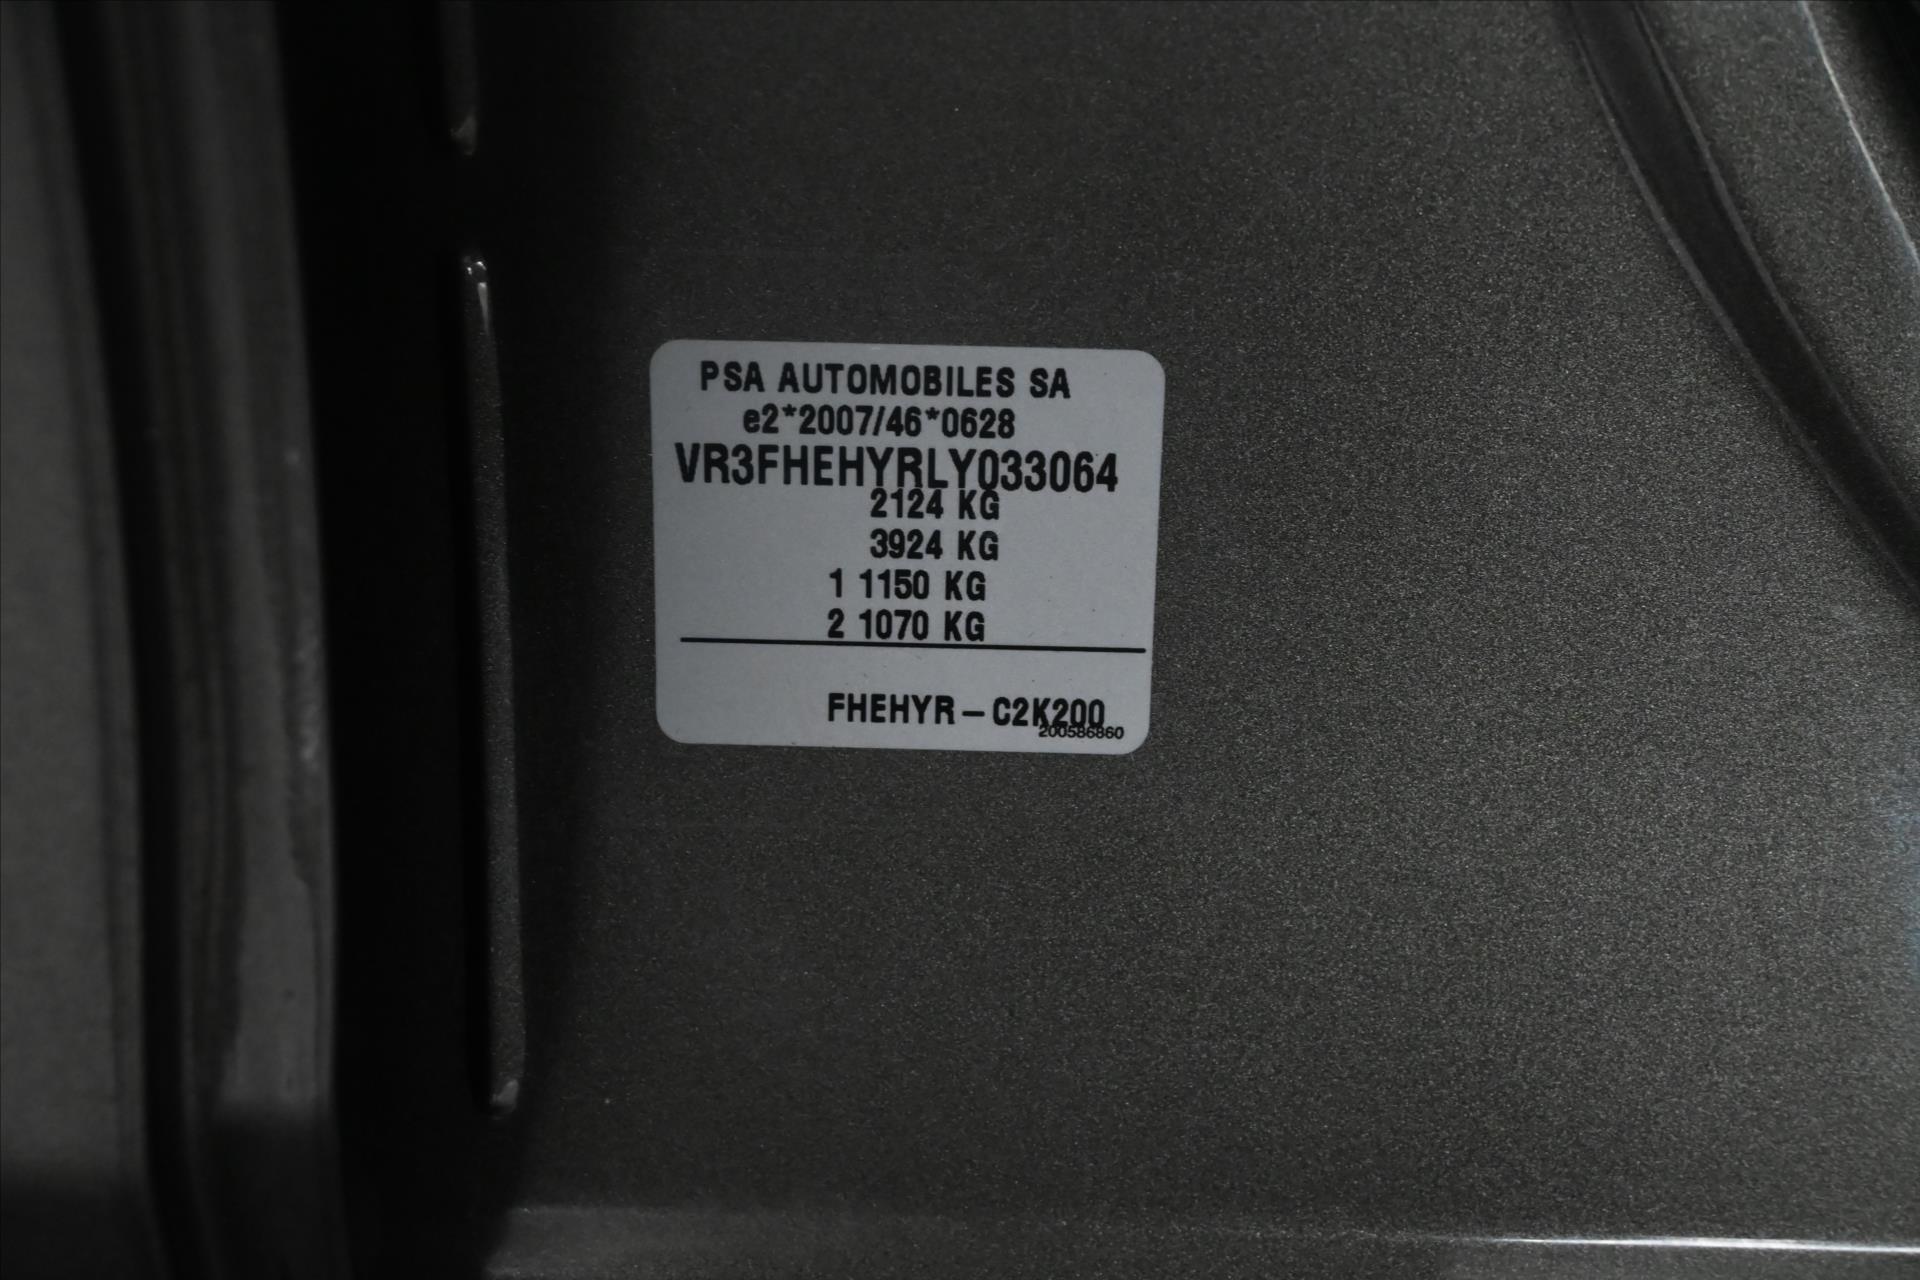 PSA AUTOMOBILES SA
e2*2007/46*0628
VR3FHEHYRLY033064
2124 KG
3924 KG
1 1150 KG
2 1070 KG
FHEHYR – C2K200
200586860